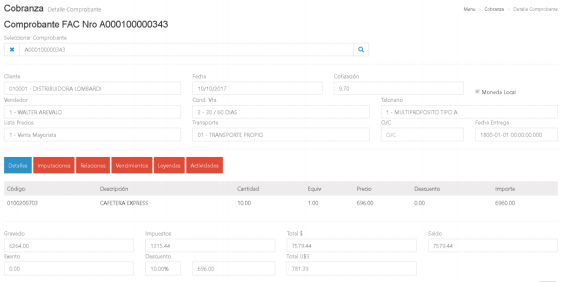 Cobranza Detalle Comprobante
Menu > Cobranza > Detalle Comprobante
Comprobante FAC Nro A000100000343
Seleccionar Comprobante
A000100000343
Cliente Fecha Cotización
010001 - DISTRIBUIDORA LOMBARDI 10/10/2017 9.70 Moneda Local
Vendedor Cond. Vta. Talonario
1 - WALTER AREVALO 2 - 30 / 60 DIAS 1 - MULTIPROPOSITO TIPO A
Lista Precios Transporte O/C Fecha Entrega
1 - Venta Mayorista 01 - TRANSPORTE PROPIO O/C 1800-01-01 00:00:00.000
Detalles Imputaciones Relaciones Vencimientos Leyendas Actividades
Código Descripción Cantidad Equiv Precio Descuento Importe
0100200703 CAFETERA EXPRESS 10.00 1.00 696.00 0.00 6960.00
Gravado Impuestos Total $ Saldo
6264.00 1315.44 7579.44 7579.44
Exento Descuento Total U$S
0.00 10.00% 696.00 781.39